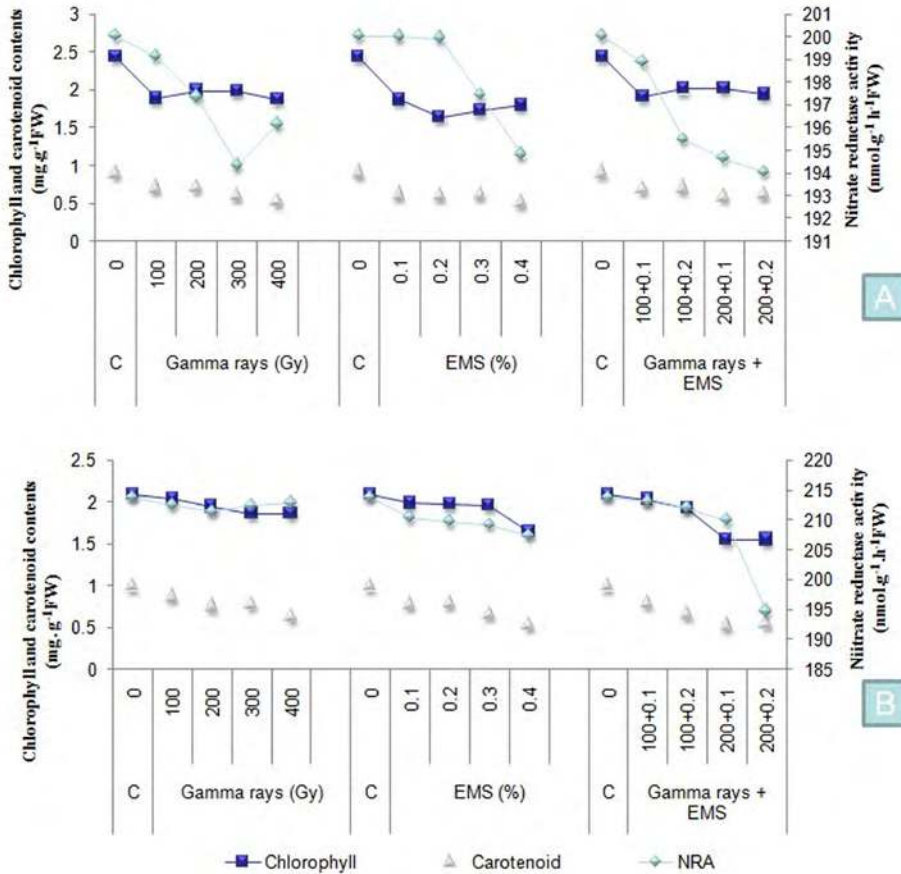 Chlorophyll and carotenoid contents
(mg.g-1FW)
3
2.5
2
1.5
1
0.5
0
201
200
199
198
197
196
195
194
193
192
191
Nitrate reductase activity
(nmol.g-1 h-1FW)
0
100
200
300
400
0
0.1
0.2
0.3
0.4
0
100+0.1
100+0.2
200+0.1
200+0.2
C
Gamma rays (Gy)
C
EMS (%)
C
Gamma rays +
EMS
A
Chlorophyll and carotenoid contents
(mg.g-1FW)
2.5
2
1.5
1
0.5
0
220
215
210
205
200
195
190
185
Niitrate reductase activity
(nmol.g-1.h-1FW)
0
100
200
300
400
0
0.1
0.2
0.3
0.4
0
100+0.1
100+0.2
200+0.1
200+0.2
C
Gamma rays (Gy)
C
EMS (%)
C
Gamma rays +
EMS
B
Chlorophyll
Carotenoid
NRA